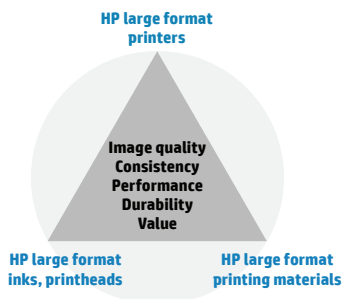 HP large format
printers
Image quality
Consistency
Performance
Durability
Value
HP large format
inks, printheads
HP large format
printing materials